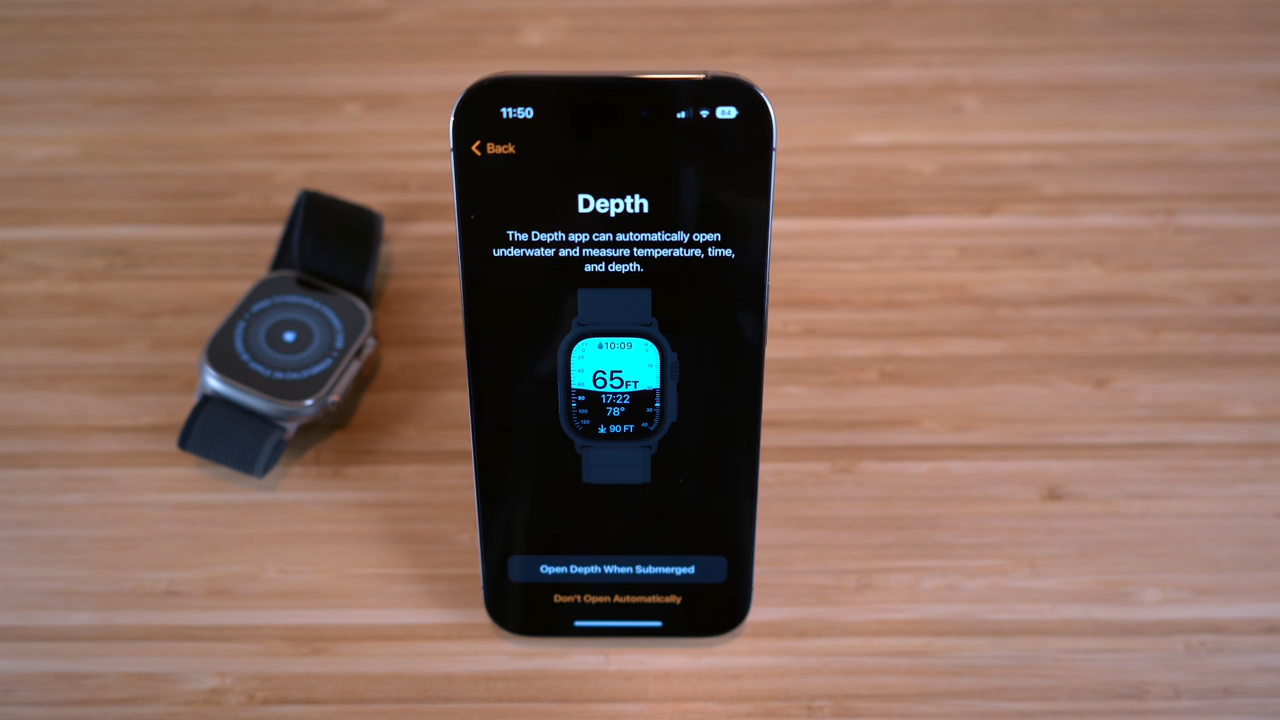 11:50
84
Back
Depth
The Depth app can automatically open
underwater and measure temperature, time,
and depth.
10:09
65FT
17:22
78°
90 FT
Open Depth When Submerged
Don't Open Automatically